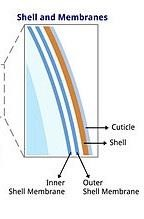 Shell and Membranes
Cuticle
Shell
Inner
Shell Membrane
Outer
Shell Membrane